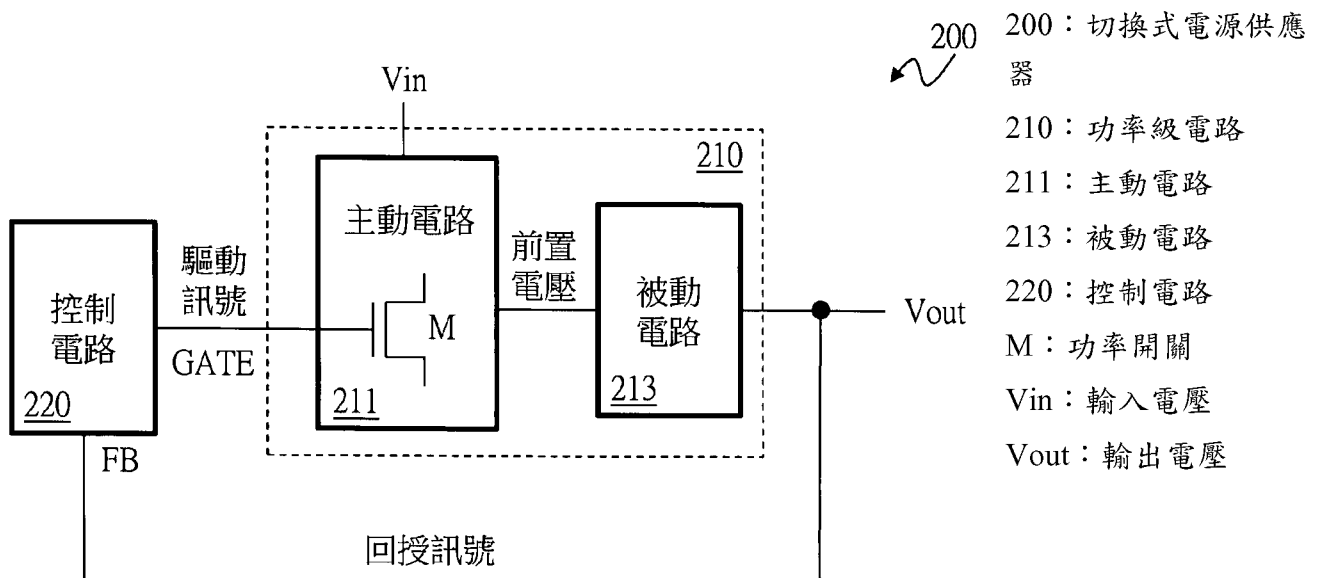 Vin
210
主動電路
M
211
驅動
訊號
GATE
控制
電路
220
FB
前置
電壓
被動
電路
213
Vout
回授訊號
200
200：切換式電源供應
器
210：功率級電路
211：主動電路
213：被動電路
220：控制電路
M：功率開關
Vin：輸入電壓
Vout：輸出電壓